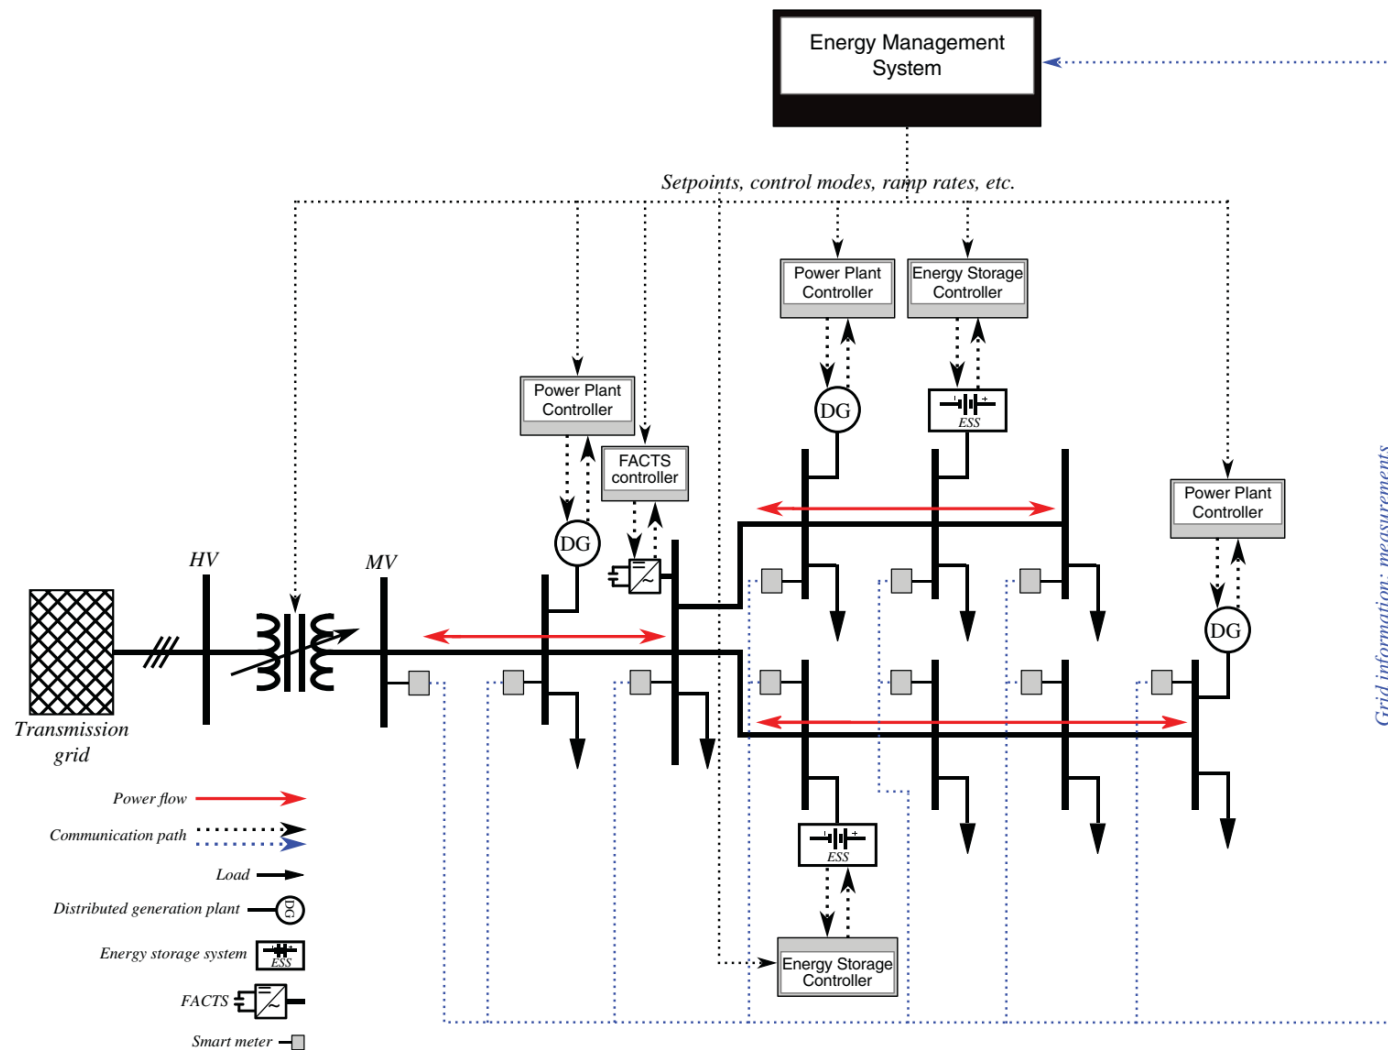 Energy Management
System
Setpoints, control modes, ramp rates, etc.
Power Plant
Controller
Energy Storage
Controller
Power Plant
Controller
FACTS
controller
Power Plant
Controller
DG
ESS
DG
DG
HV
MV
Transmission
grid
Grid information: measurements
ESS
Energy Storage
Controller
Power flow
Communication path
Load
Distributed generation plant
DG
Energy storage system
ESS
FACTS
Smart meter